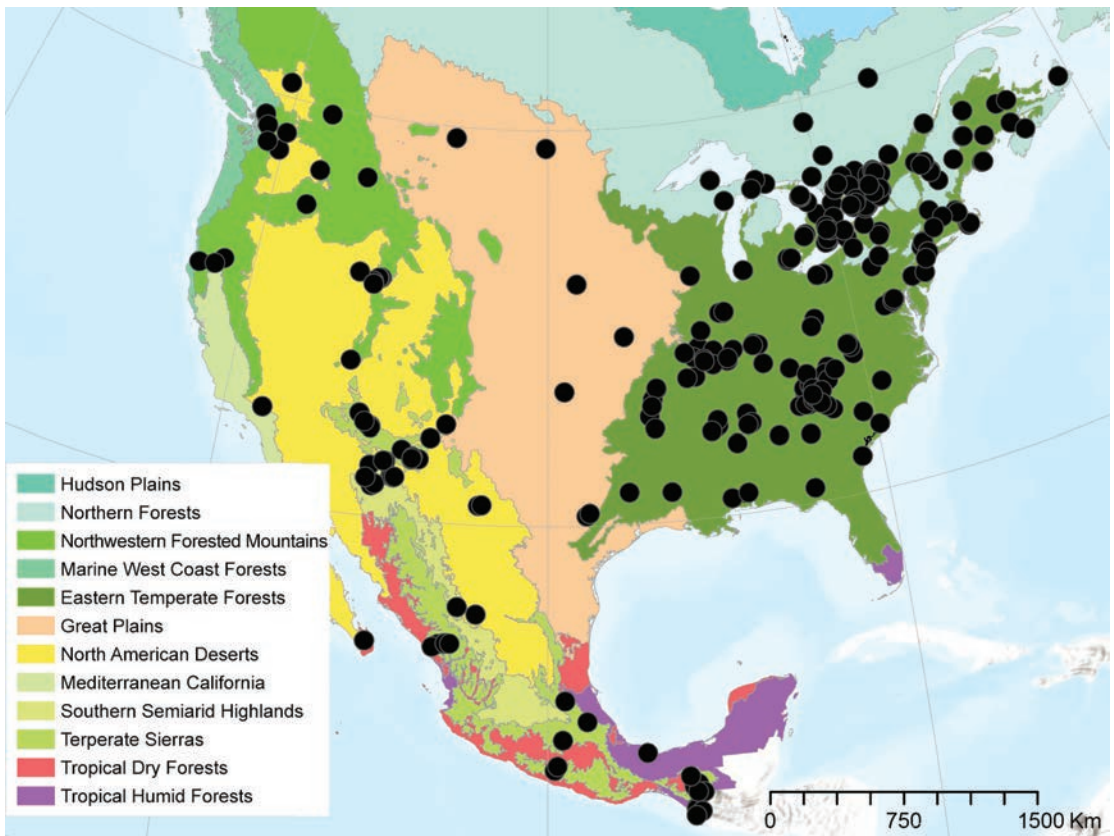 Hudson Plains
Northern Forests
Northwestern Forested Mountains
Marine West Coast Forests
Eastern Temperate Forests
Great Plains
North American Deserts
Mediterranean California
Southern Semiarid Highlands
Terperate Sierras
Tropical Dry Forests
Tropical Humid Forests
0 750 1500 Km